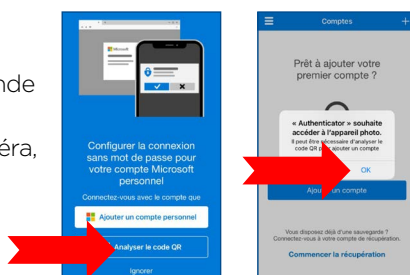 nde
éra,
Microsoft
Configurer la connexion
sans mot de passe pour
votre compte Microsoft
personnel
Connectez-vous avec le compte que
Ajouter un compte personnel
Analyser le code QR
Ignorer
Comptes
Prêt à ajouter votre
premier compte ?
« Authenticator » souhaite
accéder à l'appareil photo.
Il peut être nécessaire d'analyser le
code QR pour ajouter un compte
OK
Ajouter un compte
Vous disposez déjà d'une sauvegarde ?
Connectez-vous à votre compte de récupération.
Commencer la récupération